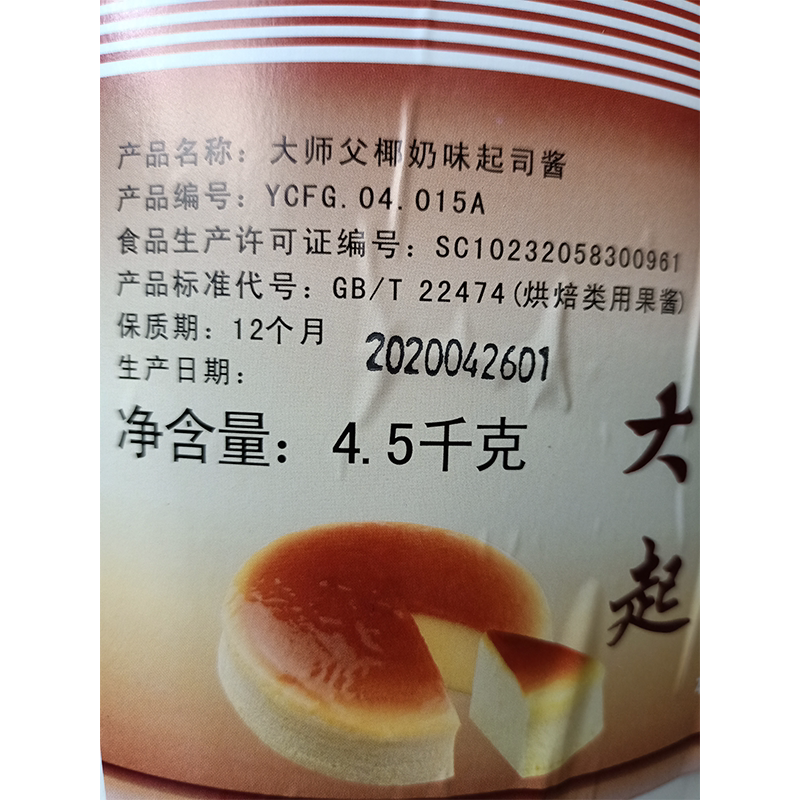 产品名称：大师父椰奶味起司酱
产品编号：YCFG.04.015A
食品生产许可证编号：SC10232058300961
产品标准代号：GB/T 22474(烘焙类用果酱)
保质期：12个月
生产日期：2020042601
净含量：4.5千克
大
起